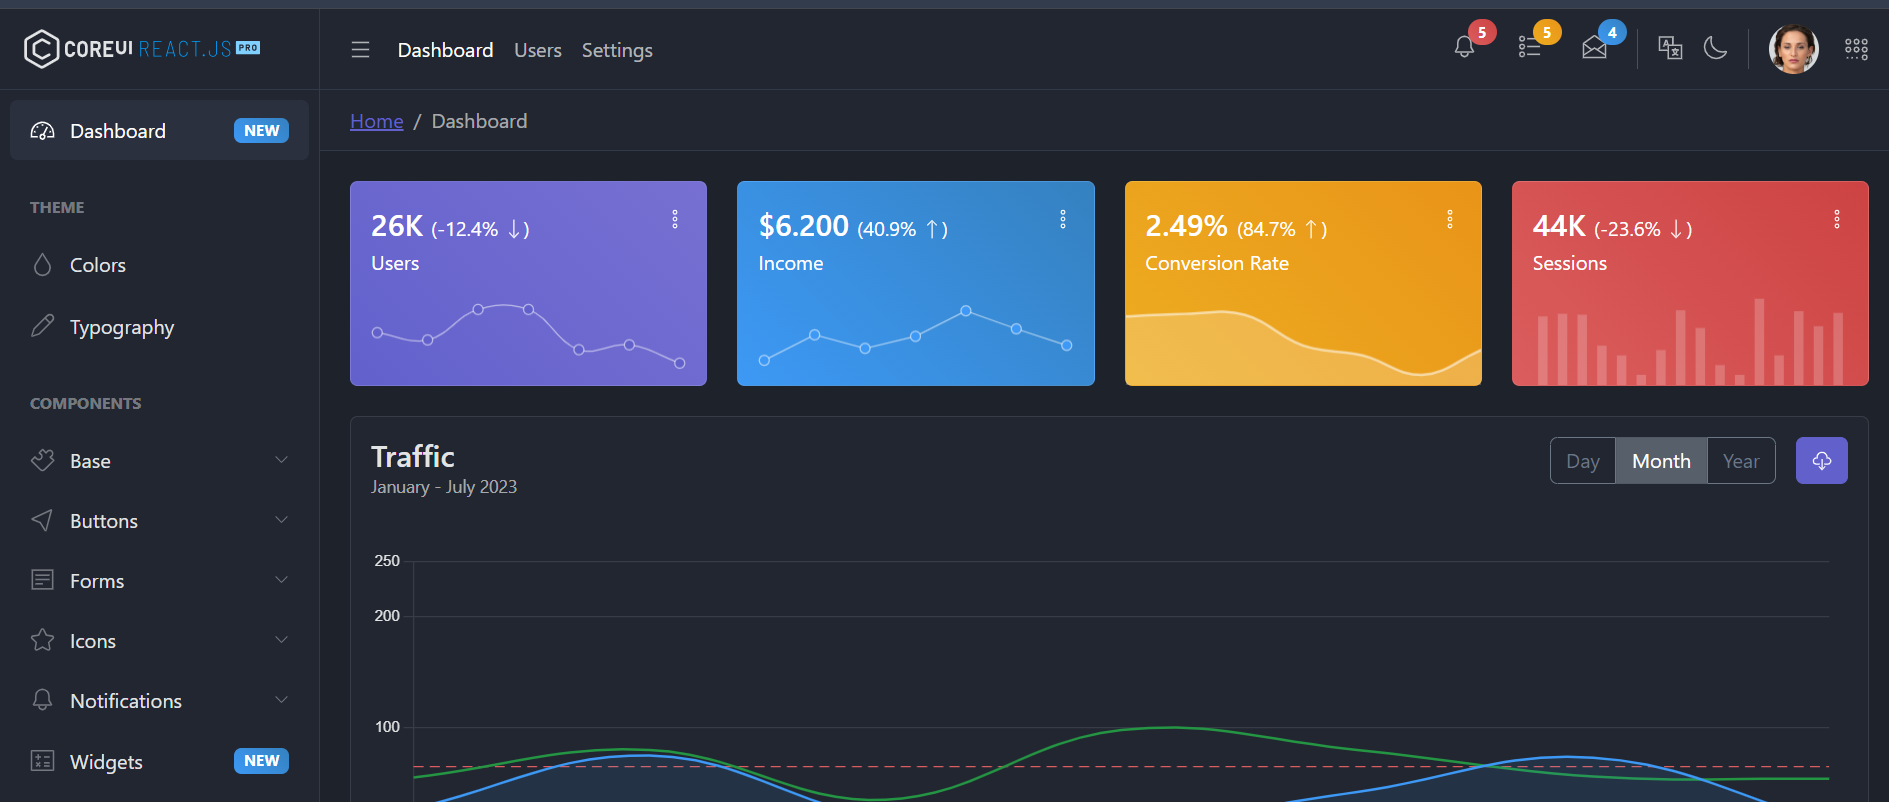 COREUI REACT.JS PRO
Dashboard Users Settings
5
5
4
Home / Dashboard
Dashboard NEW
THEME
Colors
Typography
COMPONENTS
Base
Buttons
Forms
Icons
Notifications
Widgets NEW
26K (-12.4% ↓)
Users
$6.200 (40.9% ↑)
Income
2.49% (84.7% ↑)
Conversion Rate
44K (-23.6% ↓)
Sessions
Traffic
January - July 2023
Day Month Year
250
200
100